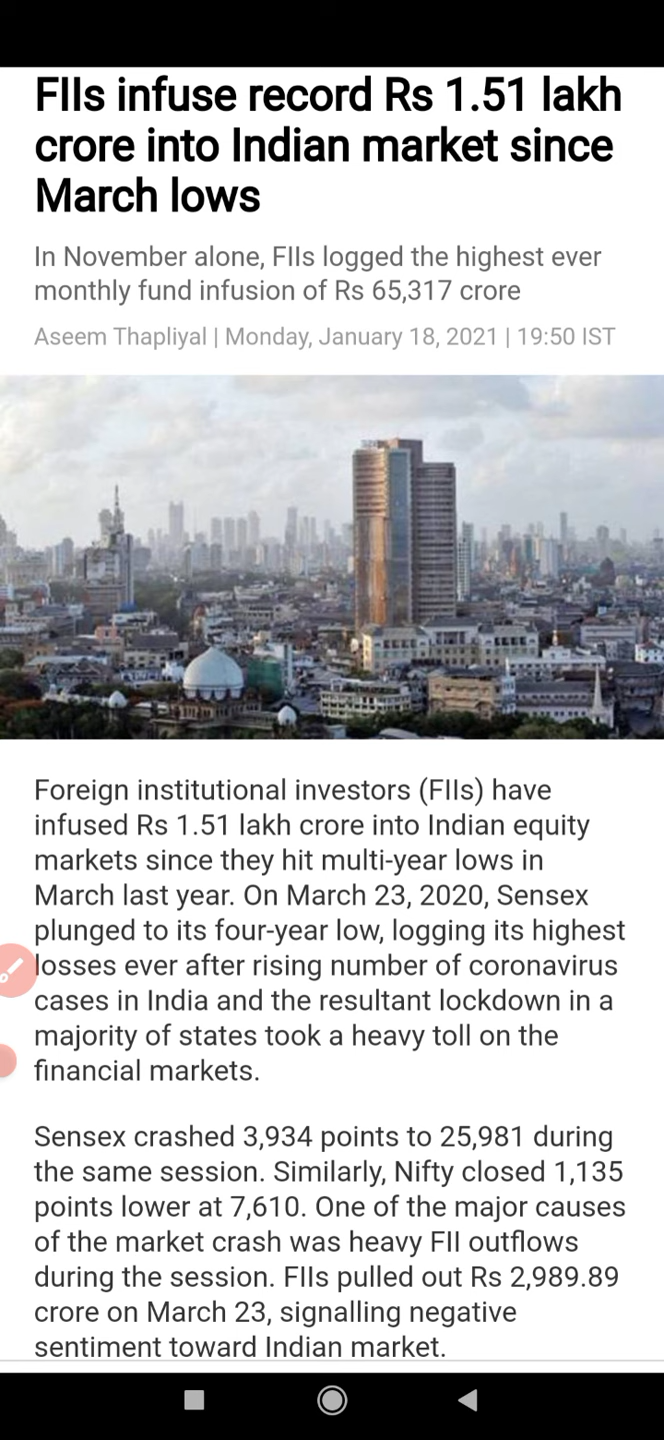 FIIs infuse record Rs 1.51 lakh
crore into Indian market since
March lows
In November alone, FIIs logged the highest ever
monthly fund infusion of Rs 65,317 crore
Aseem Thapliyal | Monday, January 18, 2021 | 19:50 IST
Foreign institutional investors (FIIs) have
infused Rs 1.51 lakh crore into Indian equity
markets since they hit multi-year lows in
March last year. On March 23, 2020, Sensex
plunged to its four-year low, logging its highest
losses ever after rising number of coronavirus
cases in India and the resultant lockdown in a
majority of states took a heavy toll on the
financial markets.
Sensex crashed 3,934 points to 25,981 during
the same session. Similarly, Nifty closed 1,135
points lower at 7,610. One of the major causes
of the market crash was heavy FII outflows
during the session. FIIs pulled out Rs 2,989.89
crore on March 23, signalling negative
sentiment toward Indian market.